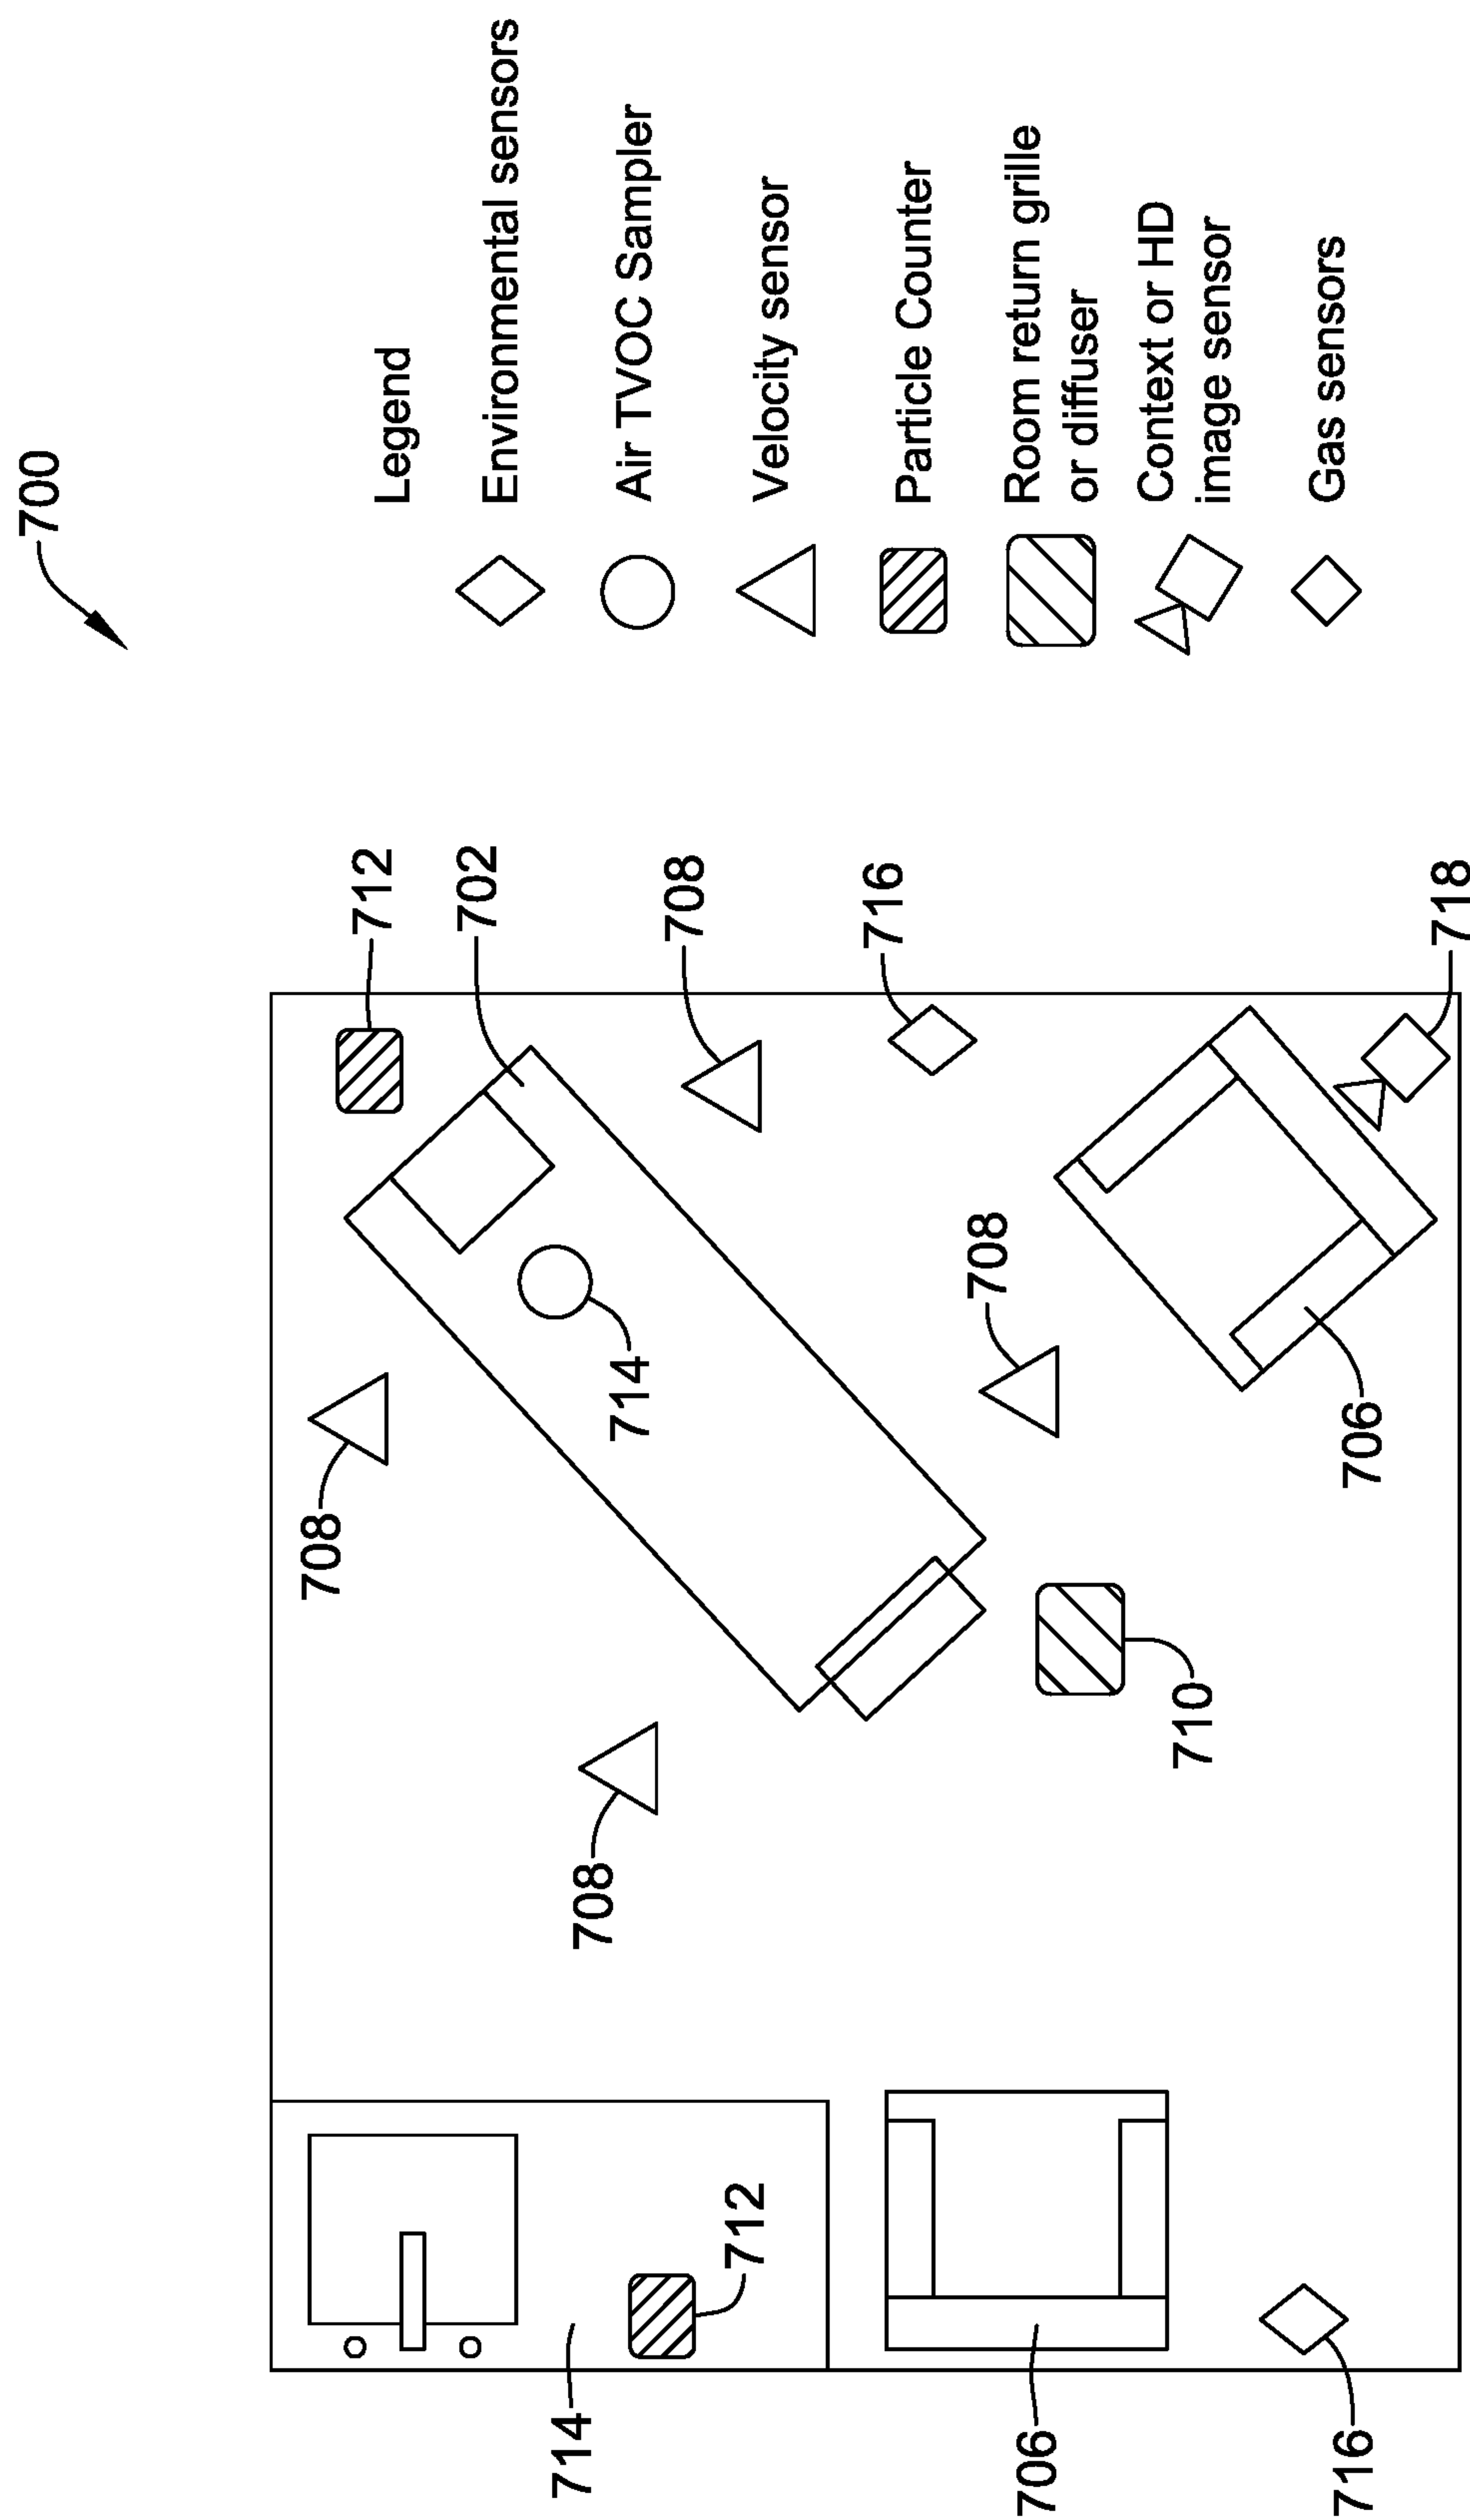 700
708
712
702
714
708
714
708
712
716
708
706
710
716
706
718
Legend
Environmental sensors
Air TVOC Sampler
Velocity sensor
Particle Counter
Room return grille
or diffuser
Context or HD
image sensor
Gas sensors